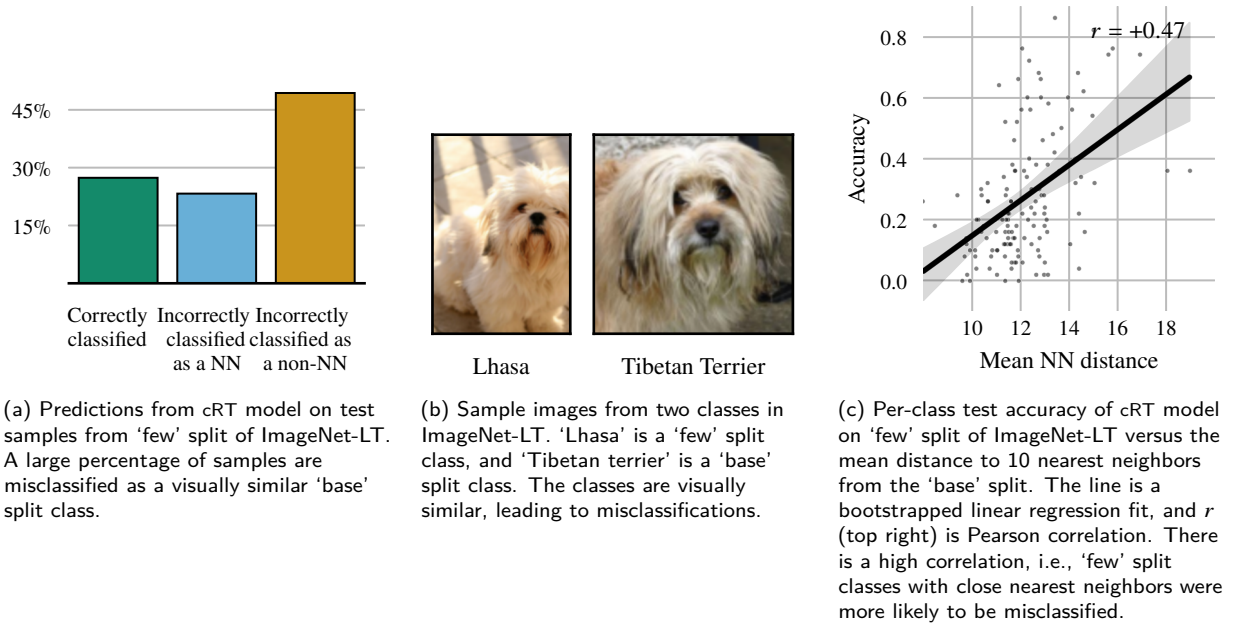 45%
30%
15%
Correctly classified
Incorrectly classified as a NN
Incorrectly classified as a non-NN
(a) Predictions from cRT model on test
samples from ‘few’ split of ImageNet-LT.
A large percentage of samples are
misclassified as a visually similar ‘base’
split class.
Lhasa
Tibetan Terrier
(b) Sample images from two classes in
ImageNet-LT. ‘Lhasa’ is a ‘few’ split
class, and ‘Tibetan terrier’ is a ‘base’
split class. The classes are visually
similar, leading to misclassifications.
r = +0.47
Accuracy
0.8
0.6
0.4
0.2
0.0
10 12 14 16 18
Mean NN distance
(c) Per-class test accuracy of cRT model
on ‘few’ split of ImageNet-LT versus the
mean distance to 10 nearest neighbors
from the ‘base’ split. The line is a
bootstrapped linear regression fit, and r
(top right) is Pearson correlation. There
is a high correlation, i.e., ‘few’ split
classes with close nearest neighbors were
more likely to be misclassified.